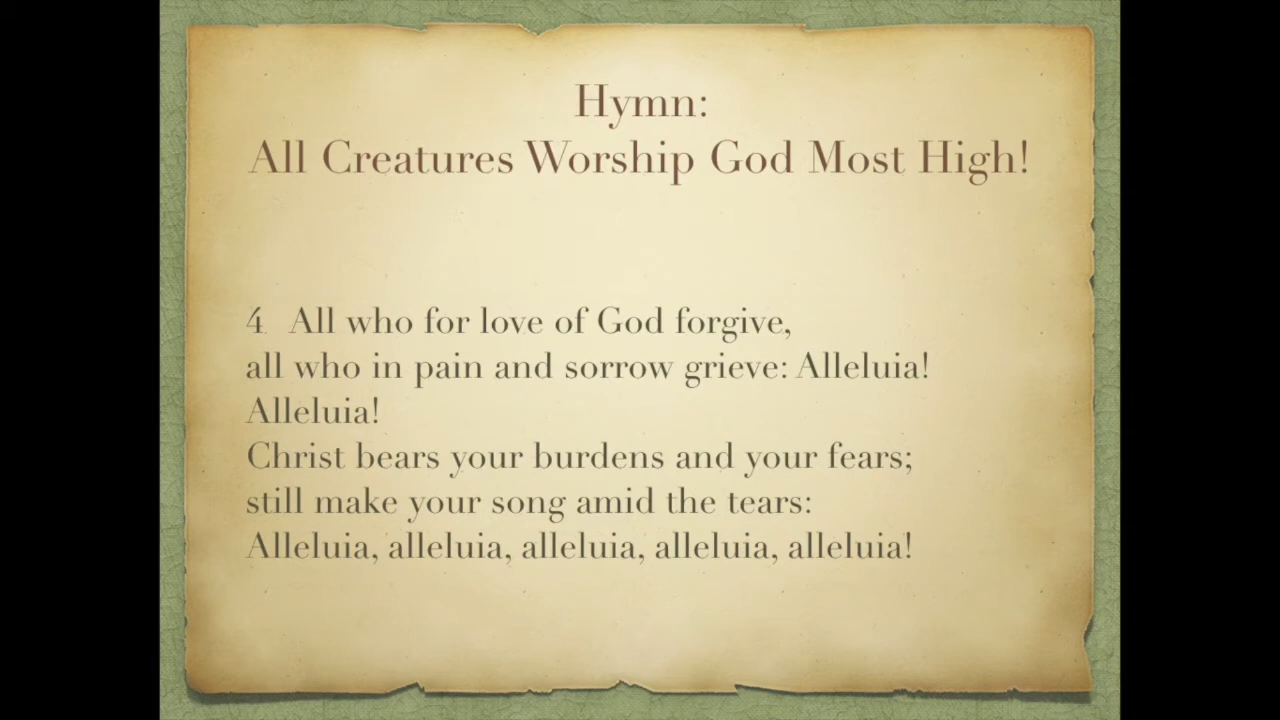 Hymn:
All Creatures Worship God Most High!
4 All who for love of God forgive,
all who in pain and sorrow grieve: Alleluia!
Alleluia!
Christ bears your burdens and your fears;
still make your song amid the tears:
Alleluia, alleluia, alleluia, alleluia, alleluia!